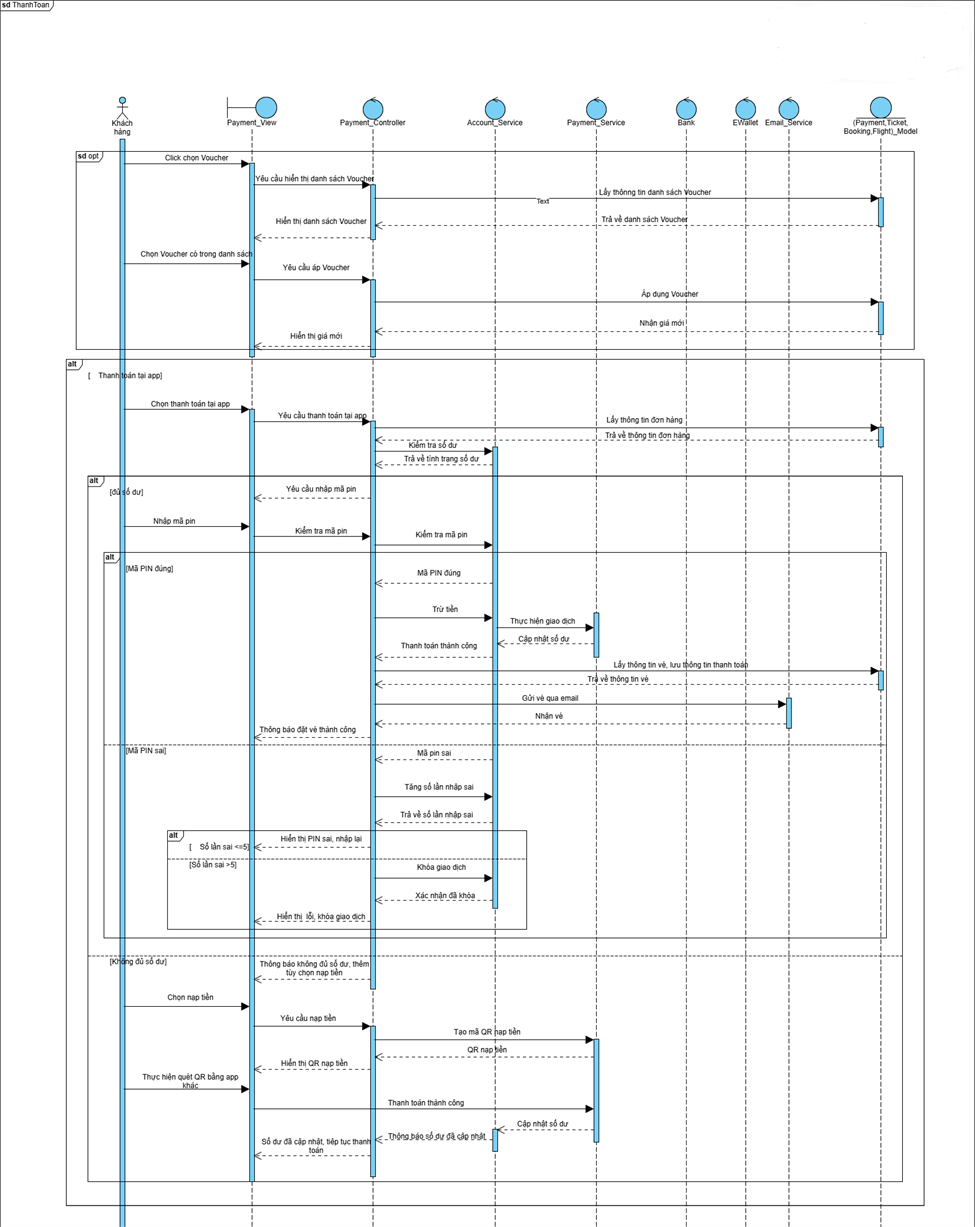 sd ThanhToan
Khách
hàng
Payment_View
Payment_Controller
Account_Service
Payment_Service
Bank
EWallet
Email_Service
(Payment,Ticket,
Booking,Flight)_Model
sd opt
Click chọn Voucher
Yêu cầu hiển thị danh sách Voucher
Lấy thônng tin danh sách Voucher
Text
Trả về danh sách Voucher
Hiển thị danh sách Voucher
Chọn Voucher có trong danh sách
Yêu cầu áp Voucher
Áp dụng Voucher
Nhận giá mới
Hiển thị giá mới
alt
[ Thanh toán tại app]
Chọn thanh toán tại app
Yêu cầu thanh toán tại app
Lấy thông tin đơn hàng
Trả về thông tin đơn hàng
Kiểm tra số dư
Trả về tình trạng số dư
alt
[đủ số dư]
Yêu cầu nhập mã pin
Nhập mã pin
Kiểm tra mã pin
Kiểm tra mã pin
alt
[Mã PIN đúng]
Mã PIN đúng
Trừ tiền
Thực hiện giao dịch
Cập nhật số dư
Thanh toán thành công
Lấy thông tin vé, lưu thông tin thanh toán
Trả về thông tin vé
Gửi vé qua email
Nhận vé
Thông báo đặt vé thành công
[Mã PIN sai]
Mã pin sai
Tăng số lần nhập sai
Trả về số lần nhập sai
alt
[ Số lần sai <=5]
Hiển thị PIN sai, nhập lại
[Số lần sai >5]
Khóa giao dịch
Xác nhận đã khóa
Hiển thị lỗi, khóa giao dịch
[Không đủ số dư]
Thông báo không đủ số dư, thêm
tùy chọn nạp tiền
Chọn nạp tiền
Yêu cầu nạp tiền
Tạo mã QR nạp tiền
QR nạp tiền
Hiển thị QR nạp tiền
Thực hiện quét QR bằng app
khác
Thanh toán thành công
Cập nhật số dư
Thông báo số dư đã cập nhật
Số dư đã cập nhật, tiếp tục thanh
toán